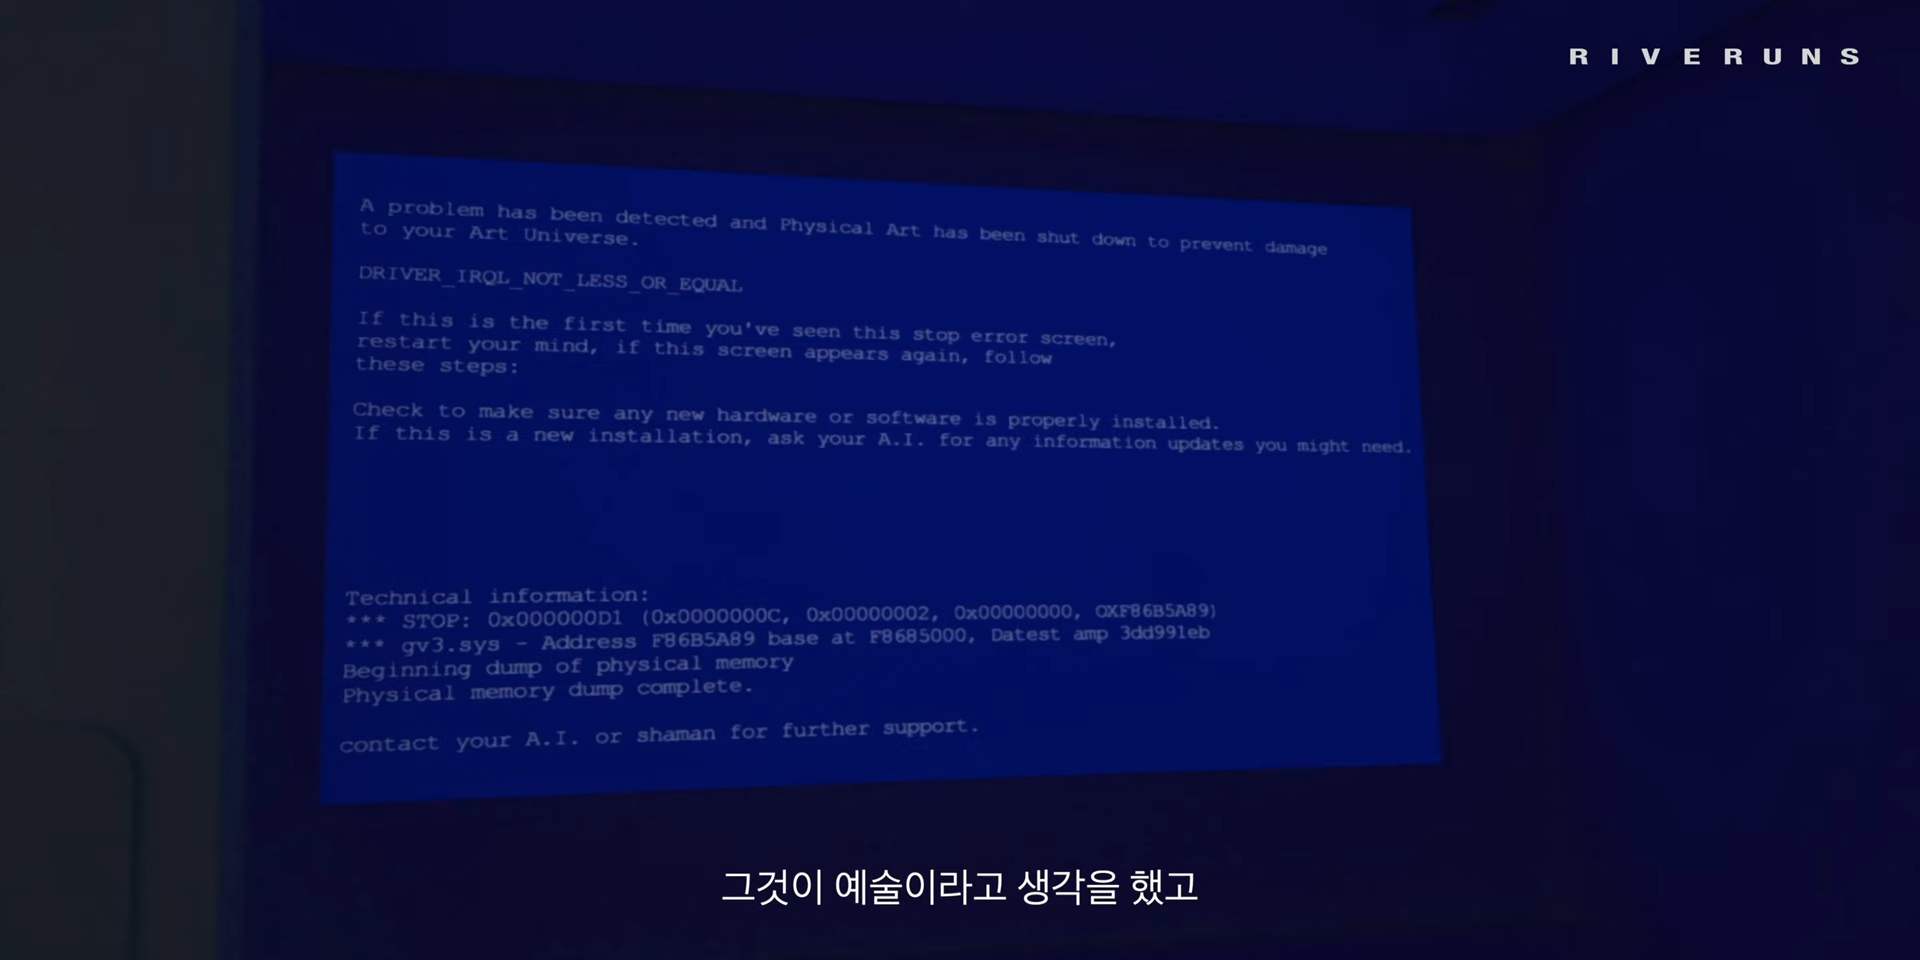 RIVERUNS
A problem has been detected and Physical Art has been shut down to prevent damage
to your Art Universe.
DRIVER_IRQL_NOT_LESS_OR_EQUAL
If this is the first time you've seen this stop error screen,
restart your mind, if this screen appears again, follow
these steps:
Check to make sure any new hardware or software is properly installed.
If this is a new installation, ask your A.I. for any information updates you might need.
Technical information:
*** STOP: 0x000000D1 (0x0000000C, 0x00000002, 0x00000000, 0XF86B5A89)
*** gv3.sys - Address F86B5A89 base at F8685000, Datest amp 3dd991eb
Beginning dump of physical memory
Physical memory dump complete.
contact your A.I. or shaman for further support.
그것이 예술이라고 생각을 했고